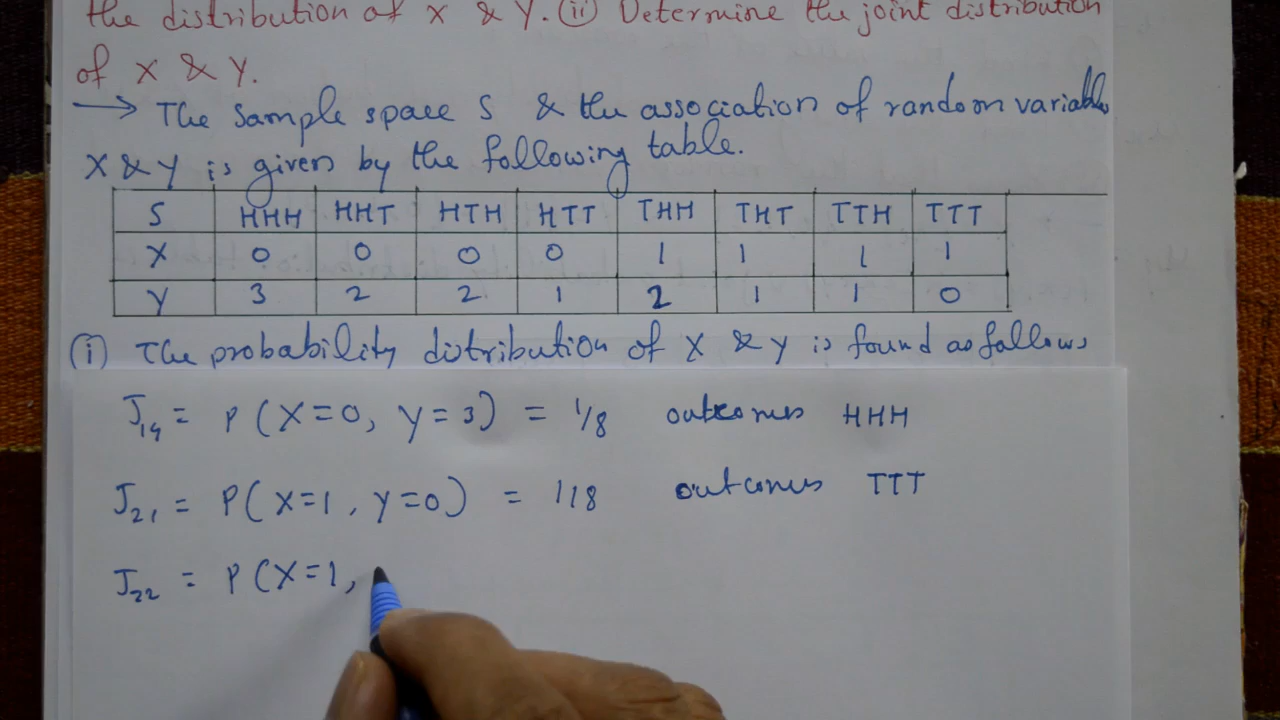 the distribution of X & Y. (ii) Determine the joint distribution
of X & Y.
→ The sample space S & the association of random variables
X & Y is given by the following table.
S HHH HHT HTH HTT THH THT TTH TTT
X 0 0 0 0 1 1 1 1
Y 3 2 2 1 2 1 1 0
(i) The probability distribution of X & Y is found as follows
J14 = P(X=0, Y=3) = 1/8 outcomes HHH
J21 = P(X=1, Y=0) = 1/8 outcomes TTT
J22 = P(X=1,